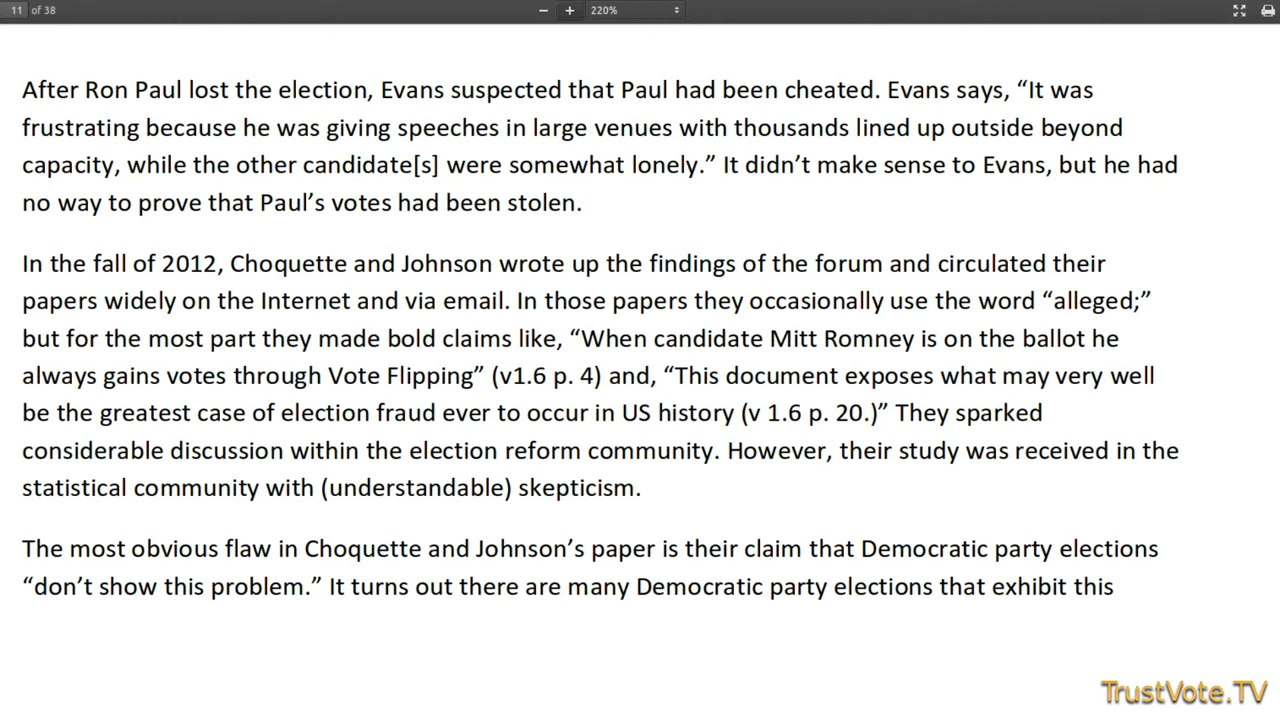 11 of 38 220%
After Ron Paul lost the election, Evans suspected that Paul had been cheated. Evans says, “It was
frustrating because he was giving speeches in large venues with thousands lined up outside beyond
capacity, while the other candidate[s] were somewhat lonely.” It didn’t make sense to Evans, but he had
no way to prove that Paul’s votes had been stolen.
In the fall of 2012, Choquette and Johnson wrote up the findings of the forum and circulated their
papers widely on the Internet and via email. In those papers they occasionally use the word “alleged;”
but for the most part they made bold claims like, “When candidate Mitt Romney is on the ballot he
always gains votes through Vote Flipping” (v1.6 p. 4) and, “This document exposes what may very well
be the greatest case of election fraud ever to occur in US history (v 1.6 p. 20.)” They sparked
considerable discussion within the election reform community. However, their study was received in the
statistical community with (understandable) skepticism.
The most obvious flaw in Choquette and Johnson’s paper is their claim that Democratic party elections
“don’t show this problem.” It turns out there are many Democratic party elections that exhibit this
TrustVote.TV